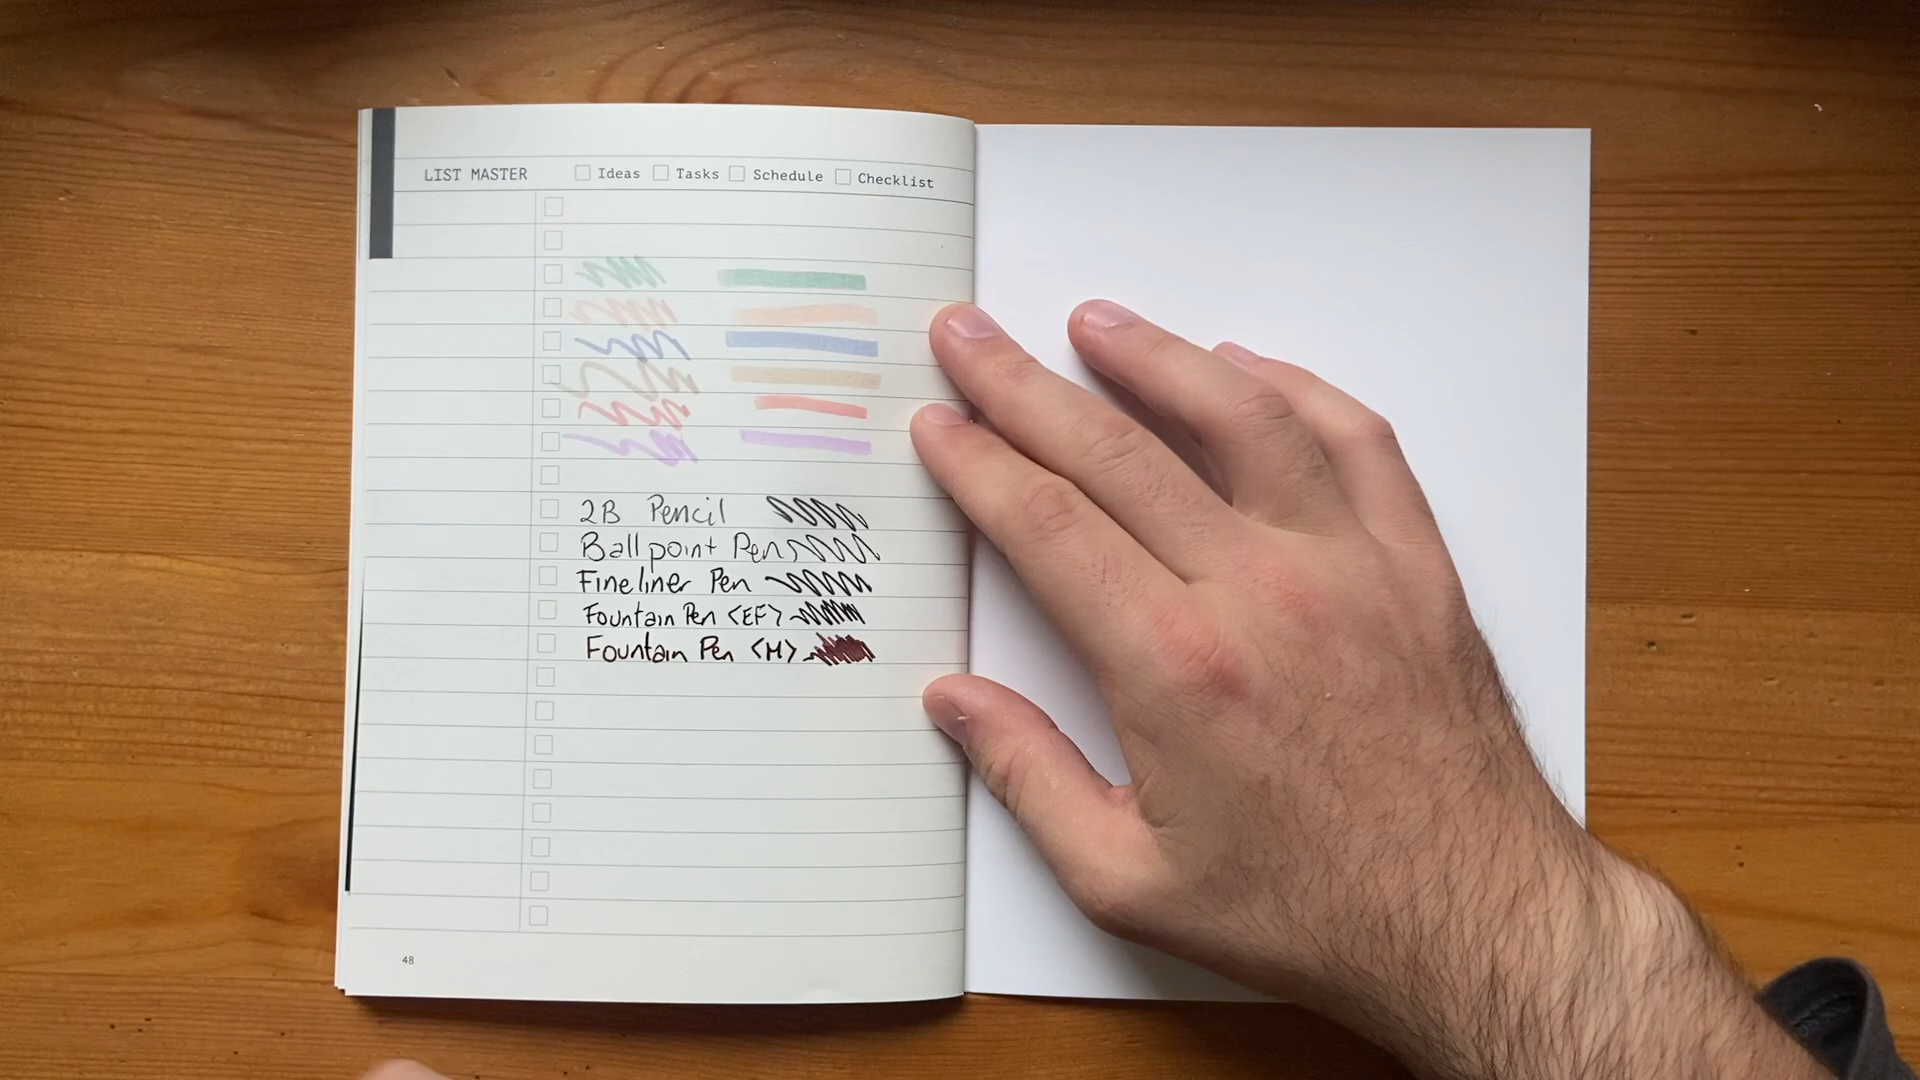 LIST MASTER Ideas Tasks Schedule Checklist
2B Pencil
Ballpoint Pen
Fineliner Pen
Fountain Pen <EF>
Fountain Pen <M>
48